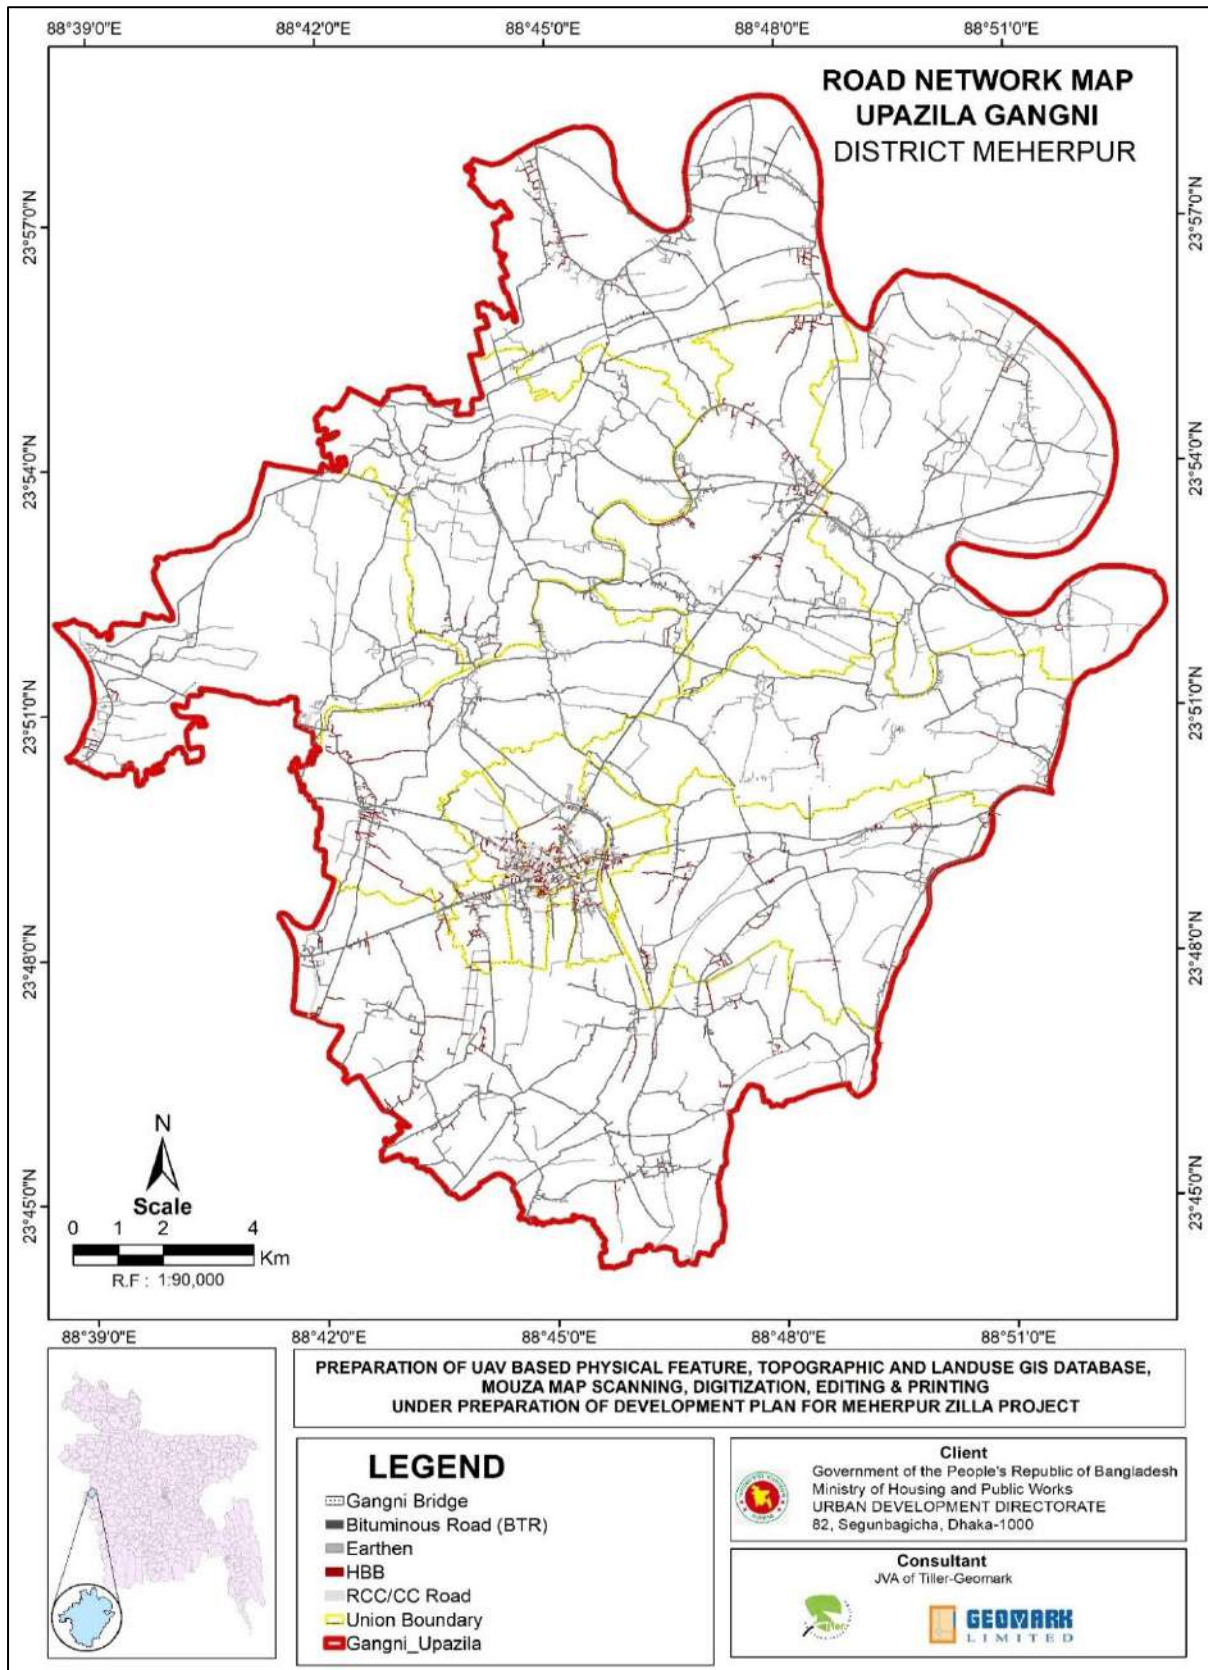 88°39'0"E 88°42'0"E 88°45'0"E 88°48'0"E 88°51'0"E
ROAD NETWORK MAP
UPAZILA GANGNI
DISTRICT MEHERPUR
23°57'0"N 23°57'0"N
23°54'0"N 23°54'0"N
23°51'0"N 23°51'0"N
23°48'0"N 23°48'0"N
23°45'0"N 23°45'0"N
N
Scale
0 1 2 4
Km
R.F : 1:90,000
88°39'0"E 88°42'0"E 88°45'0"E 88°48'0"E 88°51'0"E
PREPARATION OF UAV BASED PHYSICAL FEATURE, TOPOGRAPHIC AND LANDUSE GIS DATABASE,
MOUZA MAP SCANNING, DIGITIZATION, EDITING & PRINTING
UNDER PREPARATION OF DEVELOPMENT PLAN FOR MEHERPUR ZILLA PROJECT
LEGEND
Gangni Bridge
Bituminous Road (BTR)
Earthen
HBB
RCC/CC Road
Union Boundary
Gangni_Upazila
Client
Government of the People's Republic of Bangladesh
Ministry of Housing and Public Works
URBAN DEVELOPMENT DIRECTORATE
82, Segunbagicha, Dhaka-1000
Consultant
JVA of Tiller-Geomark
GEOMARK
LIMITED